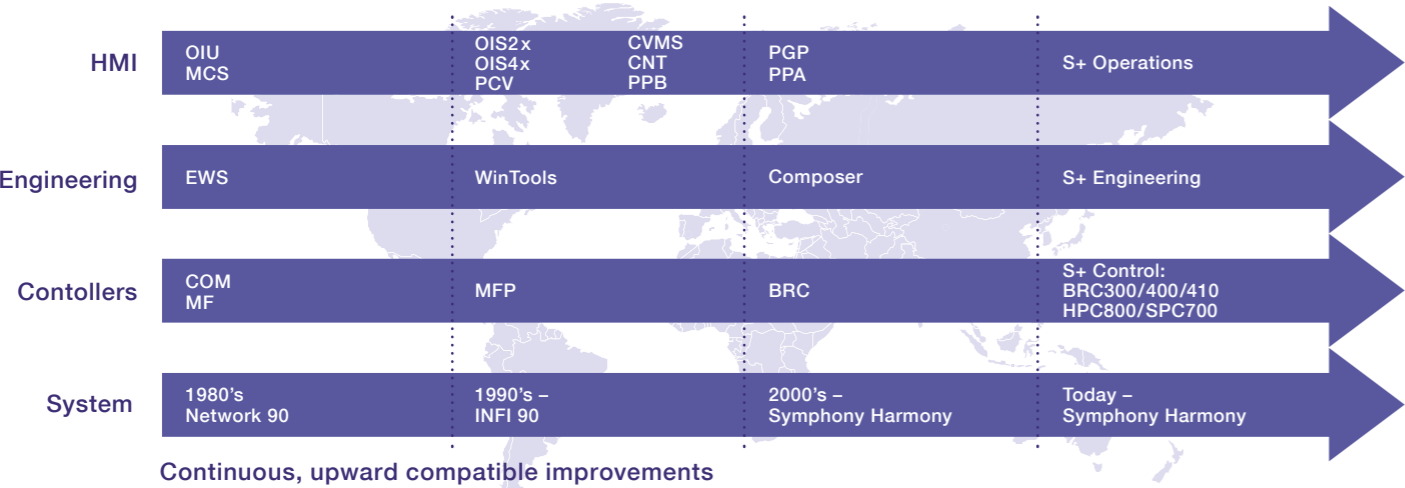 HMI
OIU
MCS
OIS2x
OIS4x
PCV
CVMS
CNT
PPB
PGP
PPA
S+ Operations
Engineering
EWS
WinTools
Composer
S+ Engineering
Contollers
COM
MF
MFP
BRC
S+ Control:
BRC300/400/410
HPC800/SPC700
System
1980's
Network 90
1990's –
INFI 90
2000's –
Symphony Harmony
Today –
Symphony Harmony
Continuous, upward compatible improvements